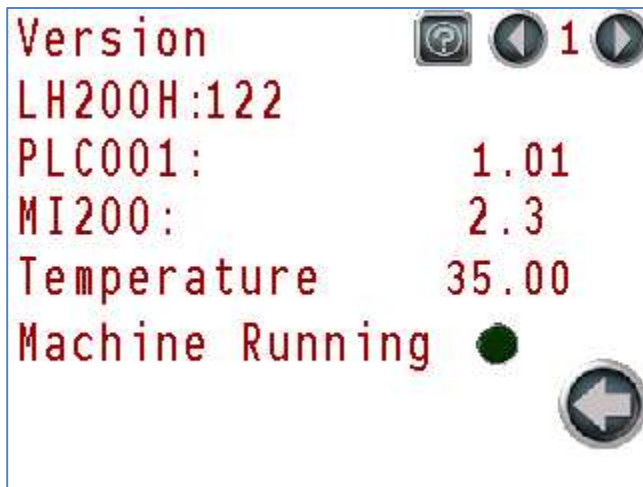 Version 1
LH200H:122
PLC001: 1.01
MI200: 2.3
Temperature 35.00
Machine Running